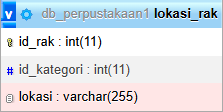 v db_perpustakaan1 lokasi_rak
id_rak : int(11)
# id_kategori : int(11)
lokasi : varchar(255)